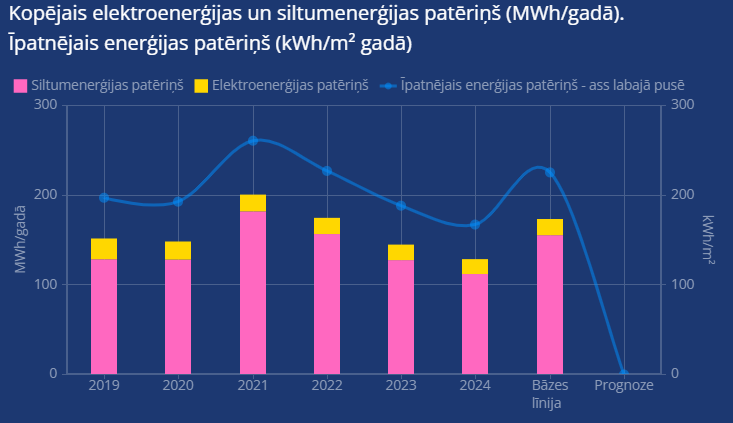 Kopējais elektroenerģijas un siltumenerģijas patēriņš (MWh/gadā).
Īpatnējais enerģijas patēriņš (kWh/m² gadā)
Siltumenerģijas patēriņš Elektroenerģijas patēriņš Īpatnējais enerģijas patēriņš - ass labajā pusē
300 300
200 200
100 100
0 0
MWh/gadā
kWh/m²
2019 2020 2021 2022 2023 2024 Bāzes Prognoze
līnija